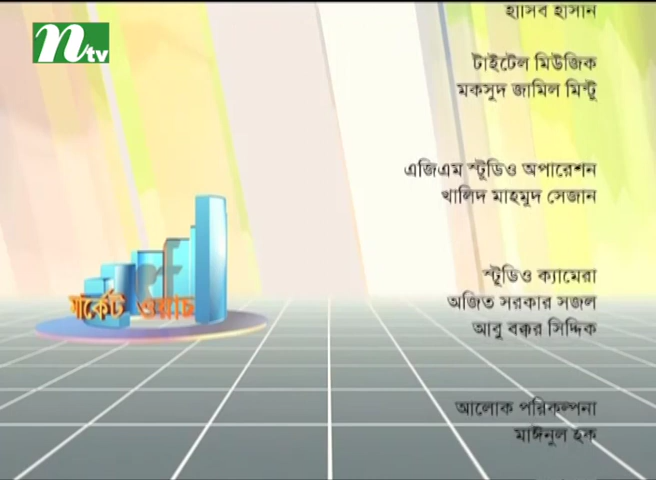 ntv
হাসিব হাসান
টাইটেল মিউজিক
মকসুদ জামিল মিন্টু
এজিএম স্টূডিও অপারেশন
খালিদ মাহমুদ সেজান
মার্কেট ওয়াচ
স্টূডিও ক্যামেরা
অজিত সরকার সজল
আবু বক্কর সিদ্দিক
আলোক পরিকল্পনা
মাঈনুল হক